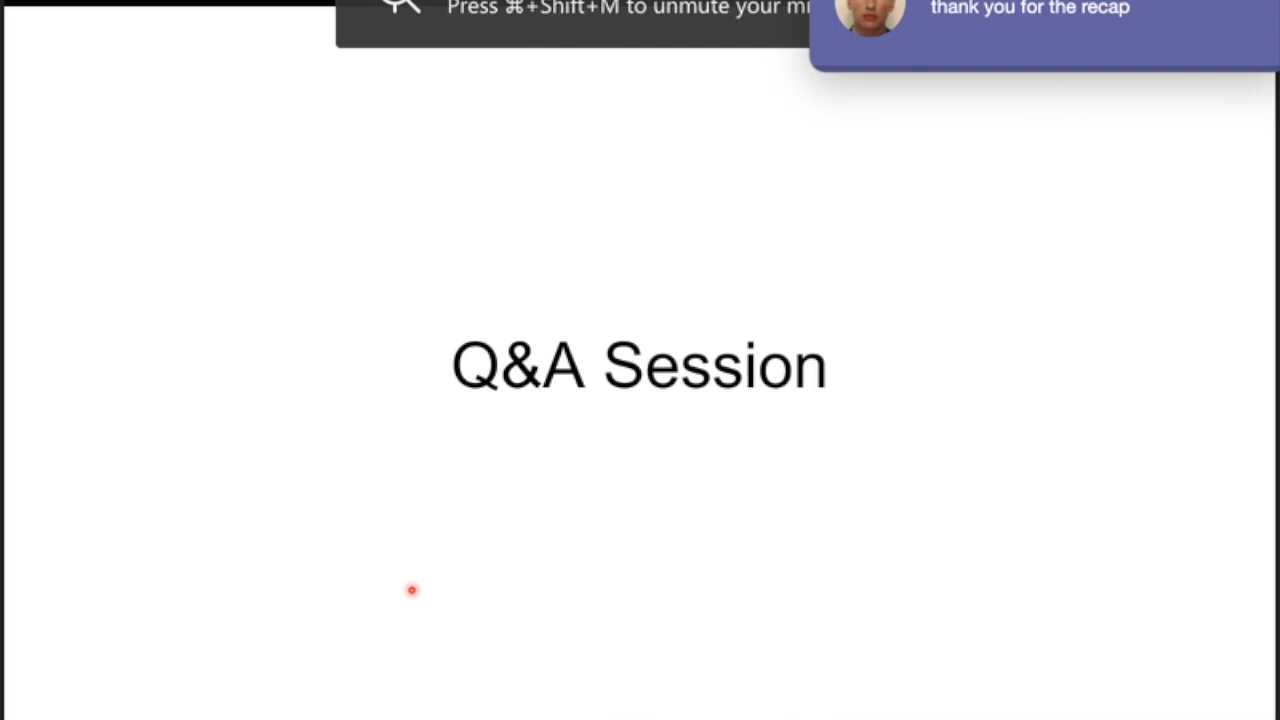 Press ⌘+Shift+M to unmute your
thank you for the recap
Q&A Session